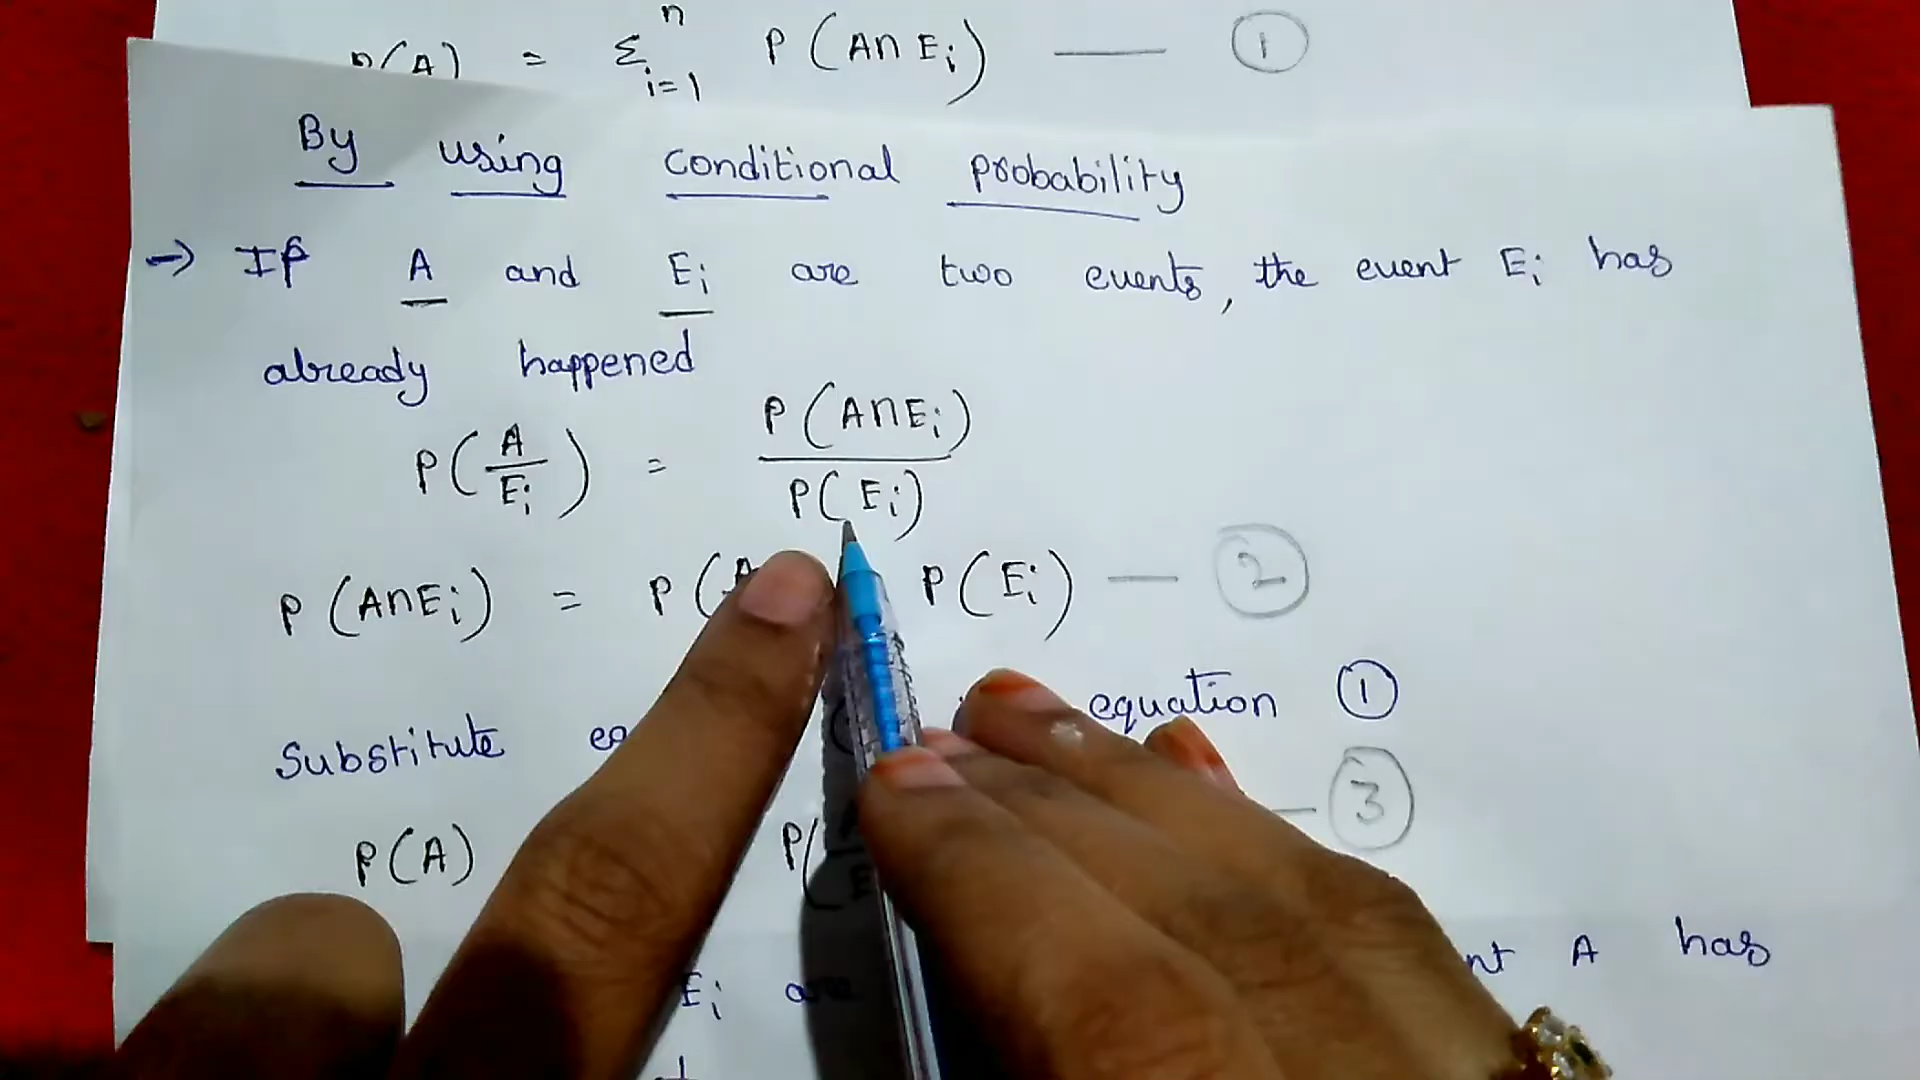 P(A) = Σ_{i=1}^{n} P(A∩E_i) — ①
By using conditional probability
→ If A and E_i are two events, the event E_i has
already happened
P(A/E_i) = P(A∩E_i)/P(E_i)
P(A∩E_i) = P(A P(E_i) — ②
Substitute equation ①
P(A) P( — ③
E_i are A has